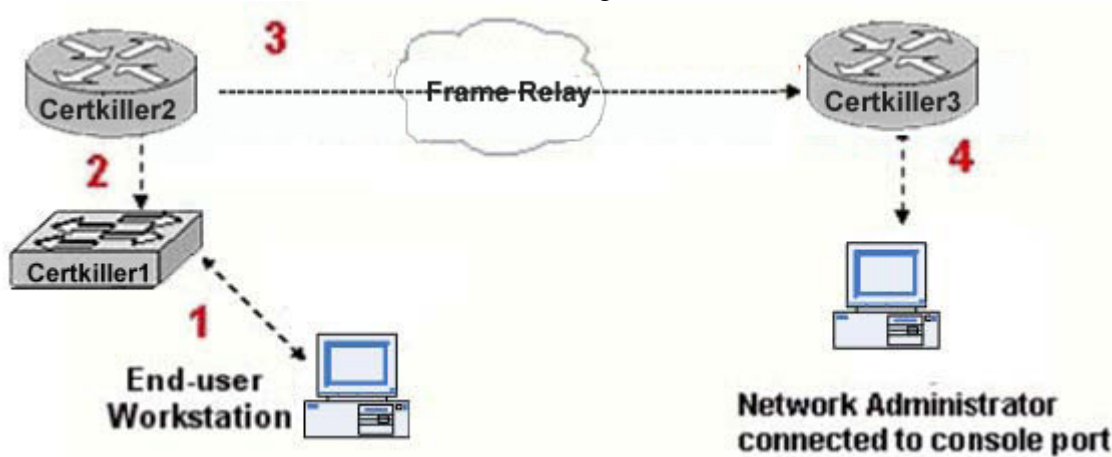 3
Certkiller2
Frame Relay
Certkiller3
2
4
Certkiller1
1
End-user
Workstation
Network Administrator
connected to console port